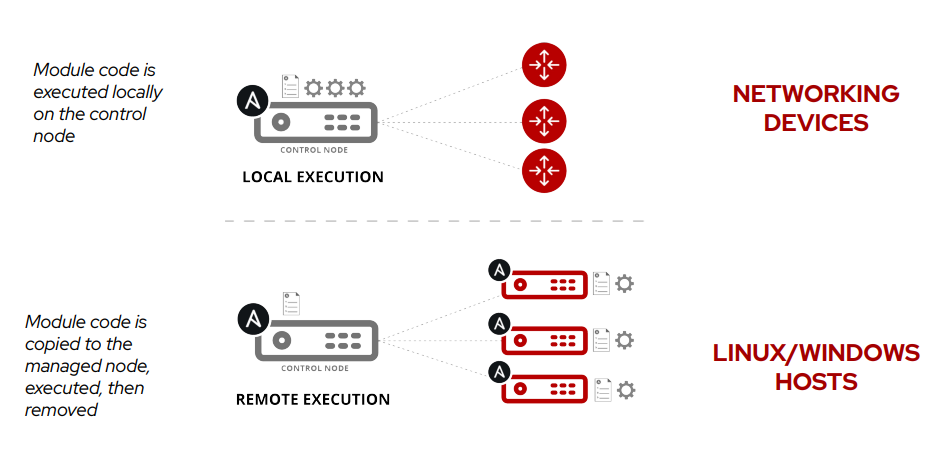 Module code is
executed locally
on the control
node
CONTROL NODE
LOCAL EXECUTION
NETWORKING
DEVICES
Module code is
copied to the
managed node,
executed, then
removed
CONTROL NODE
REMOTE EXECUTION
LINUX/WINDOWS
HOSTS